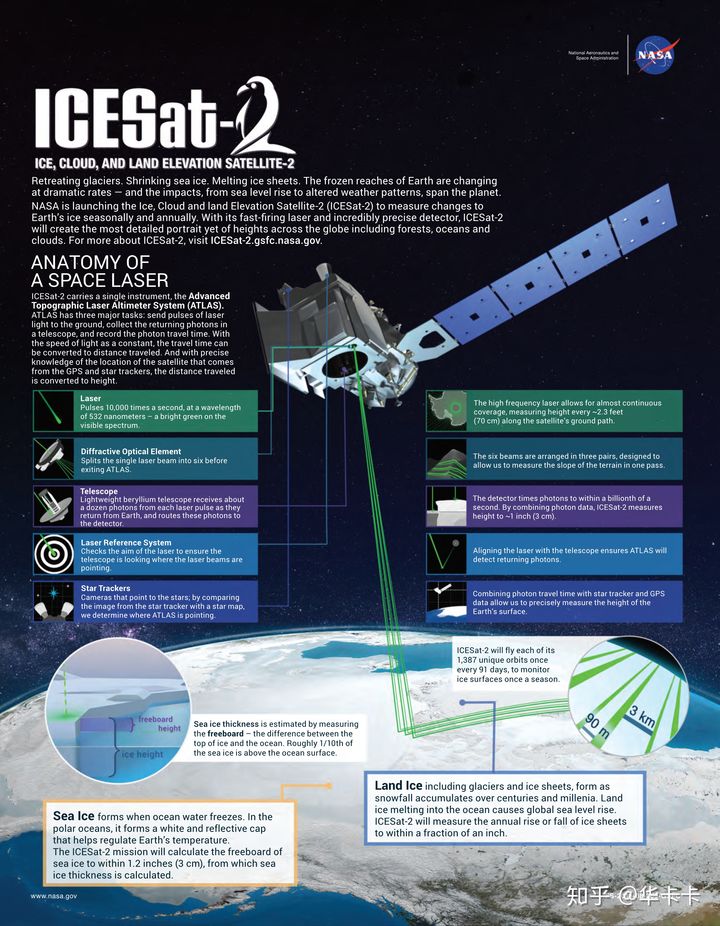 National Aeronautics and
Space Administration
NASA
ICESat-2
ICE, CLOUD, AND LAND ELEVATION SATELLITE-2
Retreating glaciers. Shrinking sea ice. Melting ice sheets. The frozen reaches of Earth are changing
at dramatic rates — and the impacts, from sea level rise to altered weather patterns, span the planet.
NASA is launching the Ice, Cloud and land Elevation Satellite-2 (ICESat-2) to measure changes to
Earth's ice seasonally and annually. With its fast-firing laser and incredibly precise detector, ICESat-2
will create the most detailed portrait yet of heights across the globe including forests, oceans and
clouds. For more about ICESat-2, visit ICESat-2.gsfc.nasa.gov.
ANATOMY OF
A SPACE LASER
ICESat-2 carries a single instrument, the Advanced
Topographic Laser Altimeter System (ATLAS).
ATLAS has three major tasks: send pulses of laser
light to the ground, collect the returning photons in
a telescope, and record the photon travel time. With
the speed of light as a constant, the travel time can
be converted to distance traveled. And with precise
knowledge of the location of the satellite that comes
from the GPS and star trackers, the distance traveled
is converted to height.
Laser
Pulses 10,000 times a second, at a wavelength
of 532 nanometers – a bright green on the
visible spectrum.
The high frequency laser allows for almost continuous
coverage, measuring height every ~2.3 feet
(70 cm) along the satellite's ground path.
Diffractive Optical Element
Splits the single laser beam into six before
exiting ATLAS.
The six beams are arranged in three pairs, designed
to allow us to measure the slope of the terrain in one pass.
Telescope
Lightweight beryllium telescope receives about
a dozen photons from each laser pulse as they
return from Earth, and routes these photons to
the detector.
The detector times photons to within a billionth of a
second. By combining photon data, ICESat-2 measures
height to ~1 inch (3 cm).
Laser Reference System
Checks the aim of the laser to ensure the
telescope is looking where the laser beams are
pointing.
Aligning the laser with the telescope ensures ATLAS will
detect returning photons.
Star Trackers
Cameras that point to the stars; by comparing
the image from the star tracker with a star map,
we determine where ATLAS is pointing.
Combining photon travel time with star tracker and GPS
data allow us to precisely measure the height of the
Earth's surface.
ICESat-2 will fly each of its
1,387 unique orbits once
every 91 days, to monitor
ice surfaces once a season.
90 m
3 km
freeboard
height
ice height
Sea ice thickness is estimated by measuring
the freeboard – the difference between the
top of ice and the ocean. Roughly 1/10th of
the sea ice is above the ocean surface.
Land Ice including glaciers and ice sheets, form as
snowfall accumulates over centuries and millenia. Land
ice melting into the ocean causes global sea level rise.
ICESat-2 will measure the annual rise or fall of ice sheets
to within a fraction of an inch.
Sea Ice forms when ocean water freezes. In the
polar oceans, it forms a white and reflective cap
that helps regulate Earth's temperature.
The ICESat-2 mission will calculate the freeboard of
sea ice to within 1.2 inches (3 cm), from which sea
ice thickness is calculated.
www.nasa.gov
知乎 @华卡卡